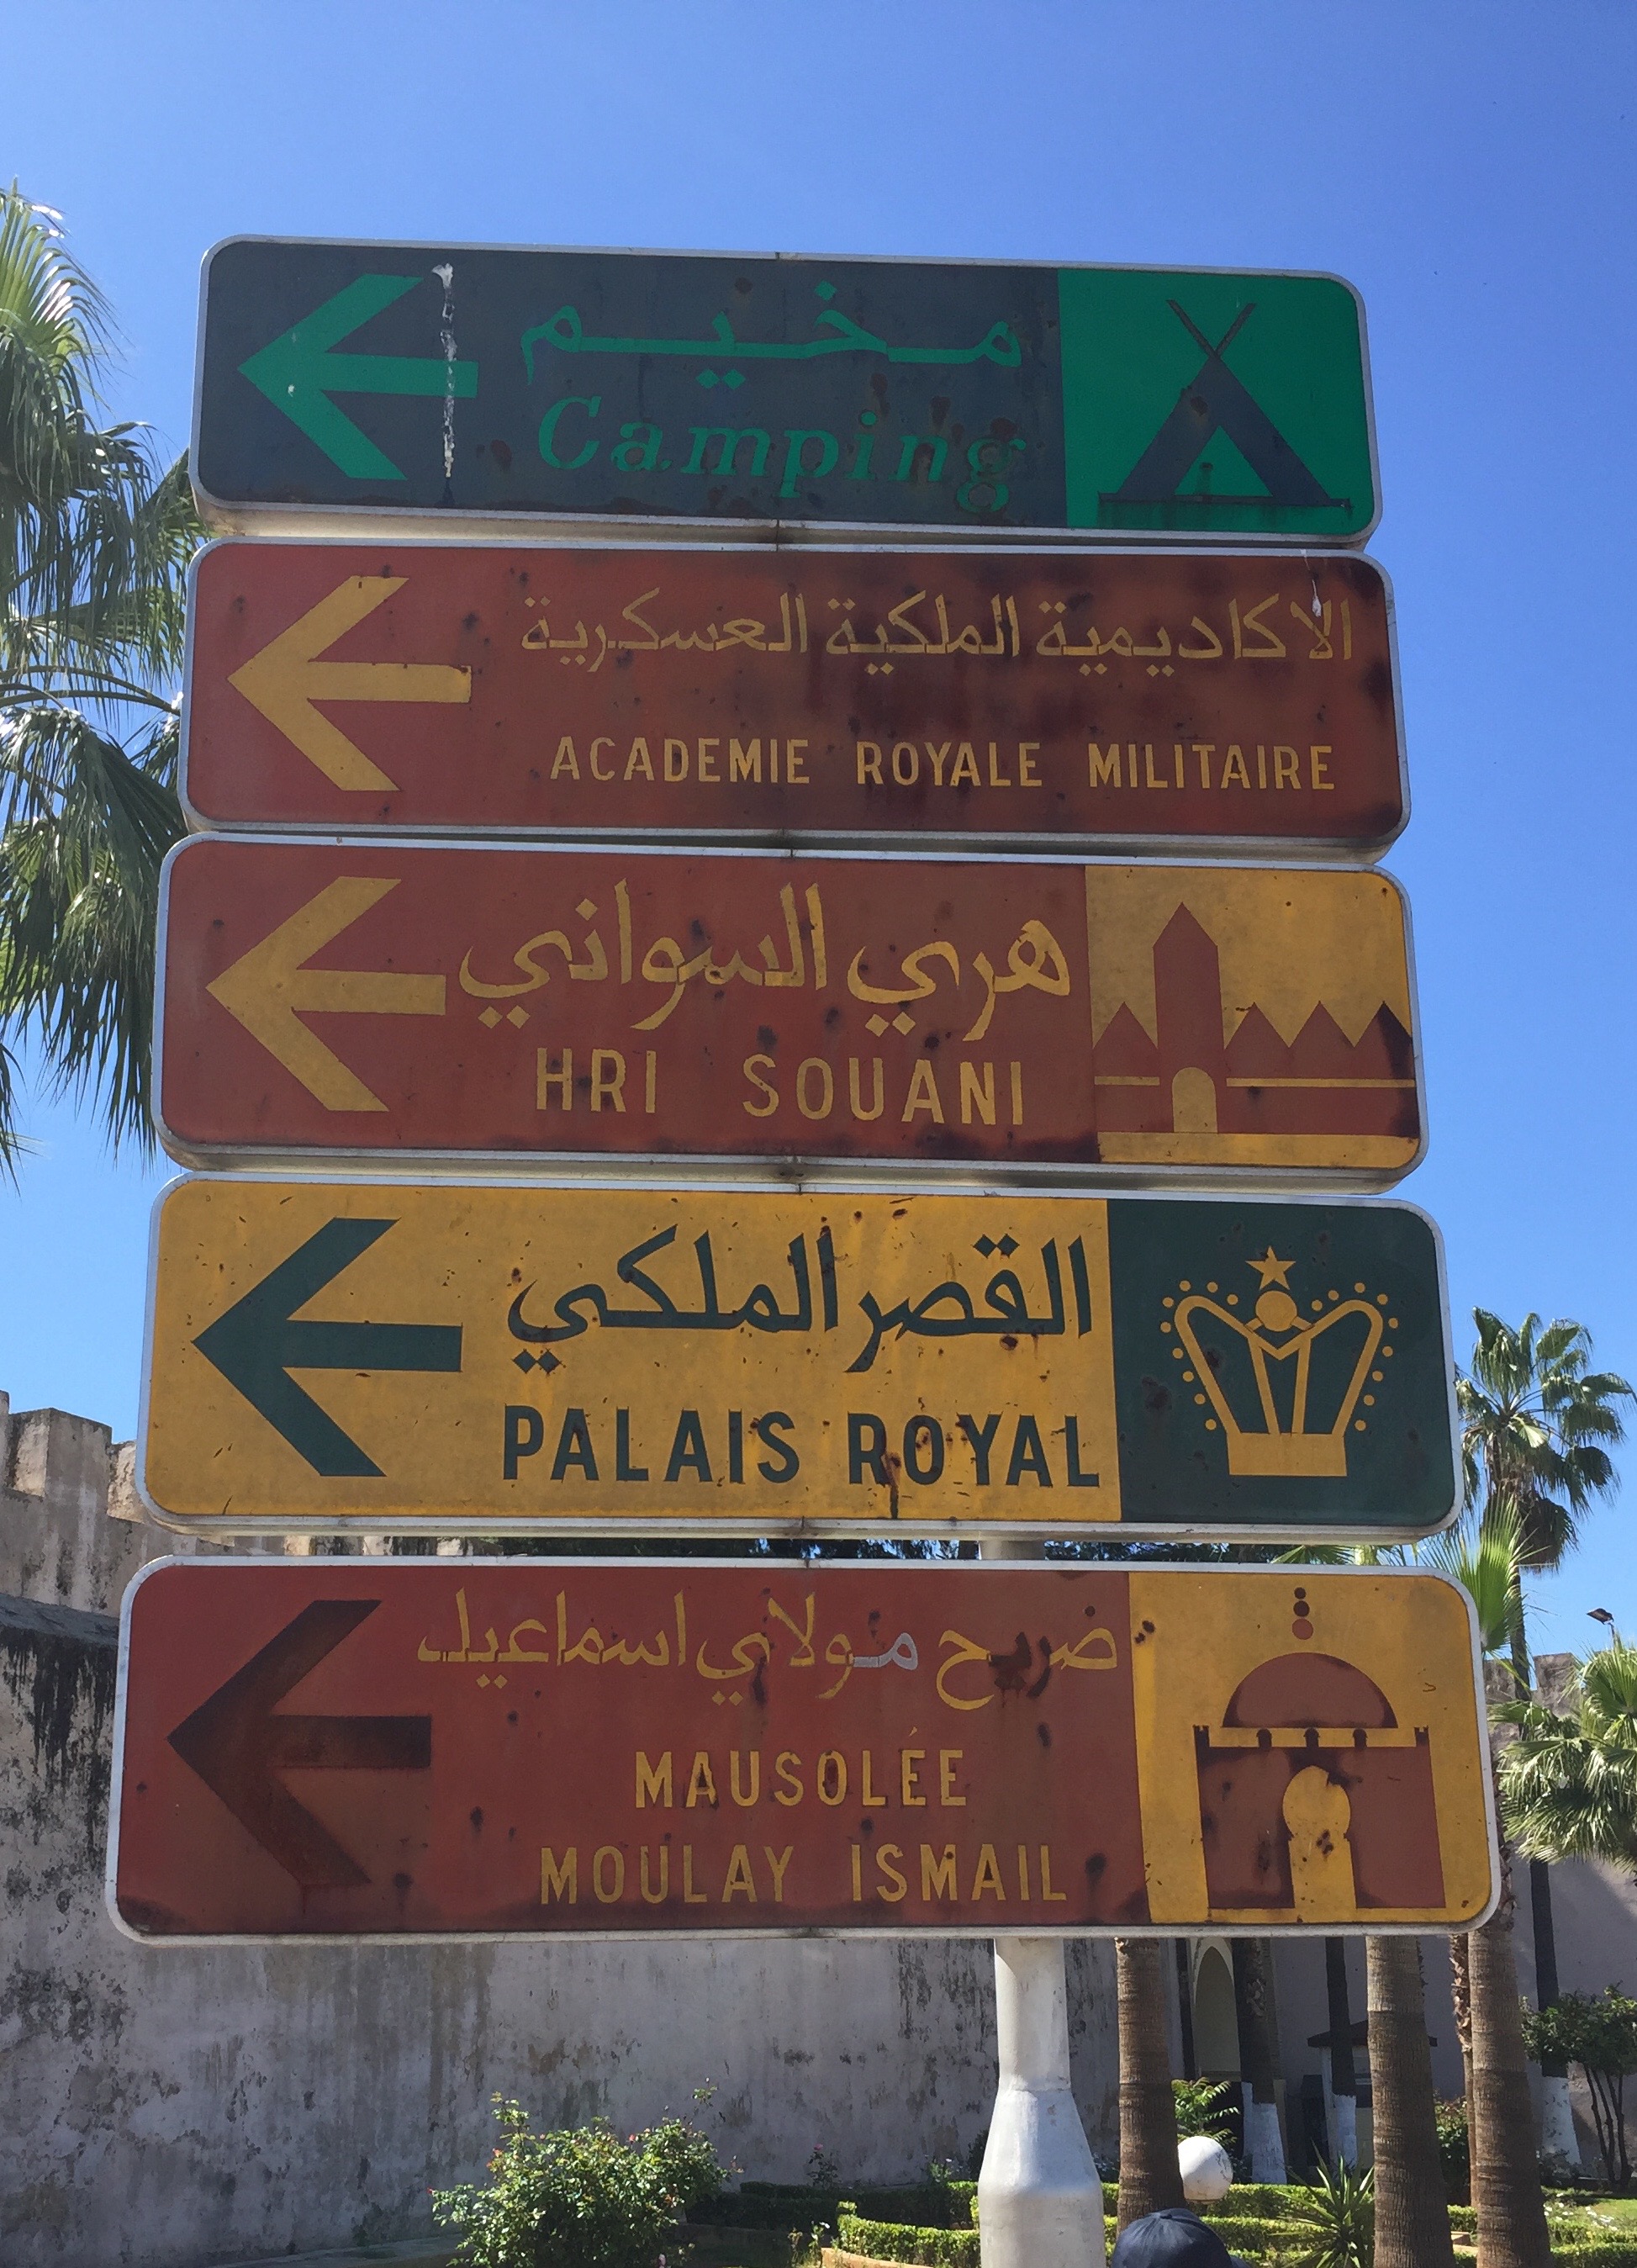 مخيم
Camping
الاكاديمية الملكية العسكرية
ACADEMIE ROYALE MILITAIRE
هري السواني
HRI SOUANI
القصر الملكي
PALAIS ROYAL
ضريح مولاي اسماعيل
MAUSOLÉE
MOULAY ISMAIL